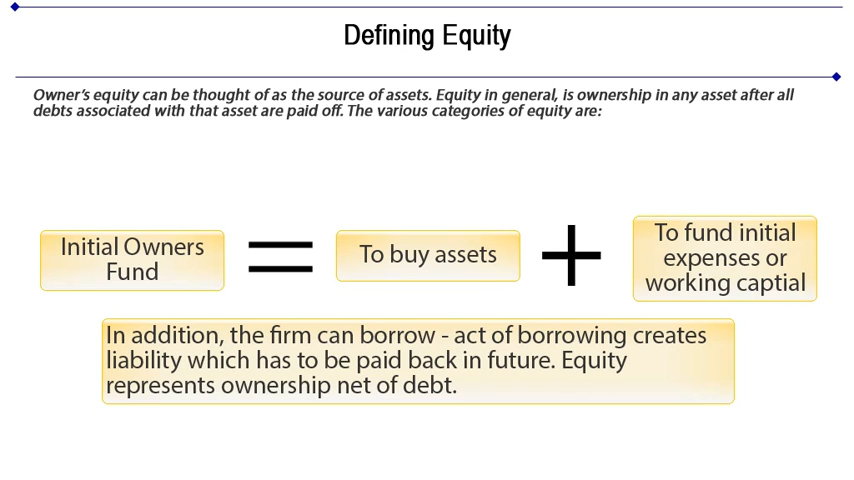 Defining Equity
Owner's equity can be thought of as the source of assets. Equity in general, is ownership in any asset after all
debts associated with that asset are paid off. The various categories of equity are:
Initial Owners
Fund
=
To buy assets
+
To fund initial
expenses or
working captial
In addition, the firm can borrow - act of borrowing creates
liability which has to be paid back in future. Equity
represents ownership net of debt.